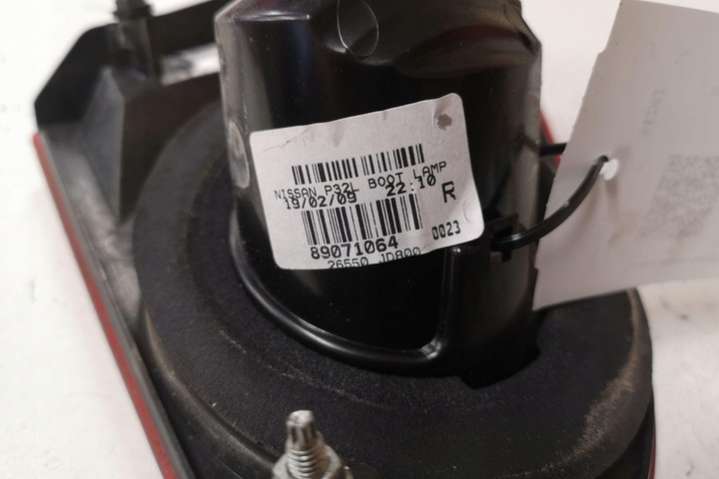 NISSAN P32L BOOT LAMP
19/02/09 22:10
R
89071064
0023
26550 JD800